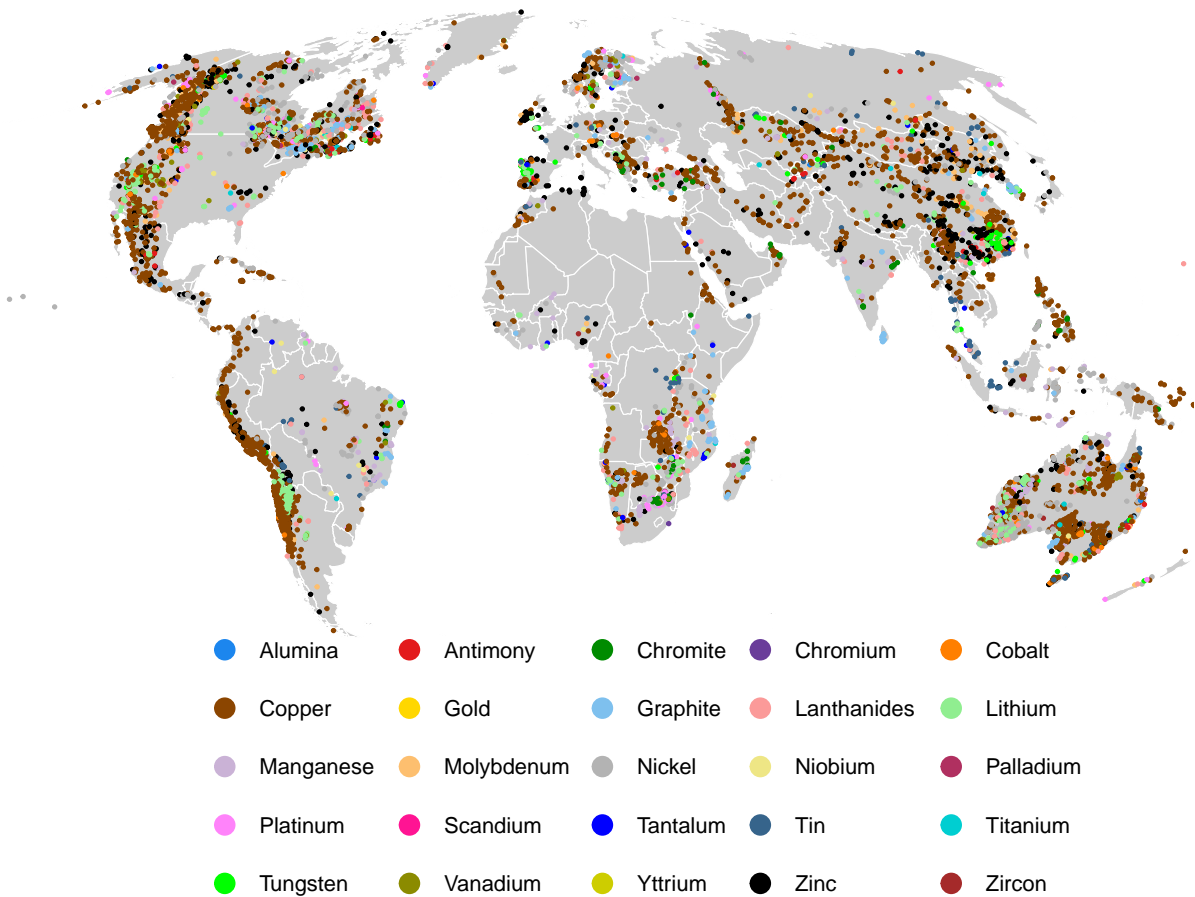 Alumina Antimony Chromite Chromium Cobalt
Copper Gold Graphite Lanthanides Lithium
Manganese Molybdenum Nickel Niobium Palladium
Platinum Scandium Tantalum Tin Titanium
Tungsten Vanadium Yttrium Zinc Zircon